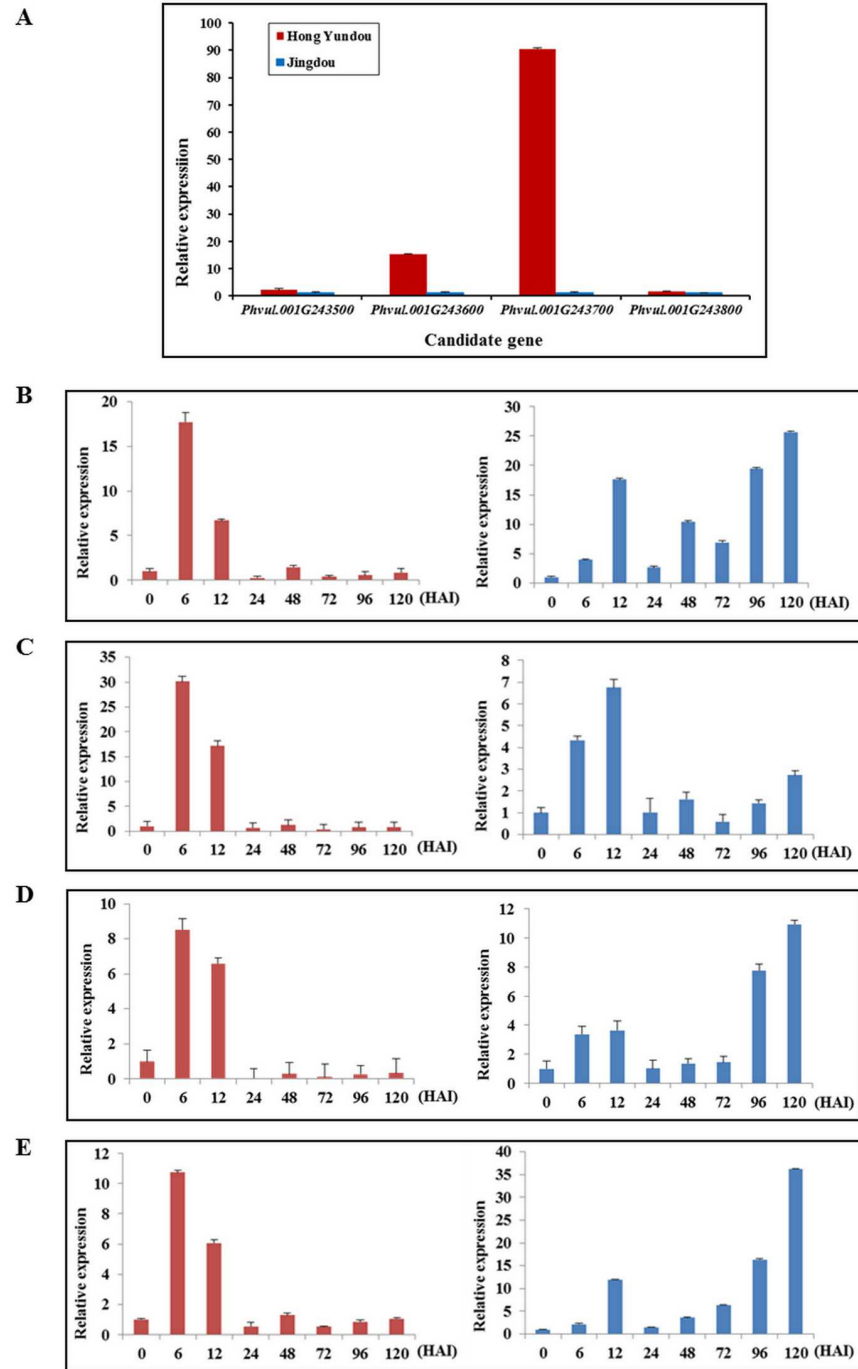 A
Hong Yundou
Jingdou
Relative expressiion
100
90
80
70
60
50
40
30
20
10
0
Phvul.001G243500 Phvul.001G243600 Phvul.001G243700 Phvul.001G243800
Candidate gene
B
Relative expression
20
15
10
5
0
0 6 12 24 48 72 96 120 (HAI)
Relative expression
30
25
20
15
10
5
0
0 6 12 24 48 72 96 120 (HAI)
C
Relative expression
35
30
25
20
15
10
5
0
0 6 12 24 48 72 96 120 (HAI)
Relative expression
8
7
6
5
4
3
2
1
0
0 6 12 24 48 72 96 120 (HAI)
D
Relative expression
10
8
6
4
2
0
0 6 12 24 48 72 96 120 (HAI)
Relative expression
12
10
8
6
4
2
0
0 6 12 24 48 72 96 120 (HAI)
E
Relative expression
12
10
8
6
4
2
0
0 6 12 24 48 72 96 120 (HAI)
Relative expression
40
35
30
25
20
15
10
5
0
0 6 12 24 48 72 96 120 (HAI)